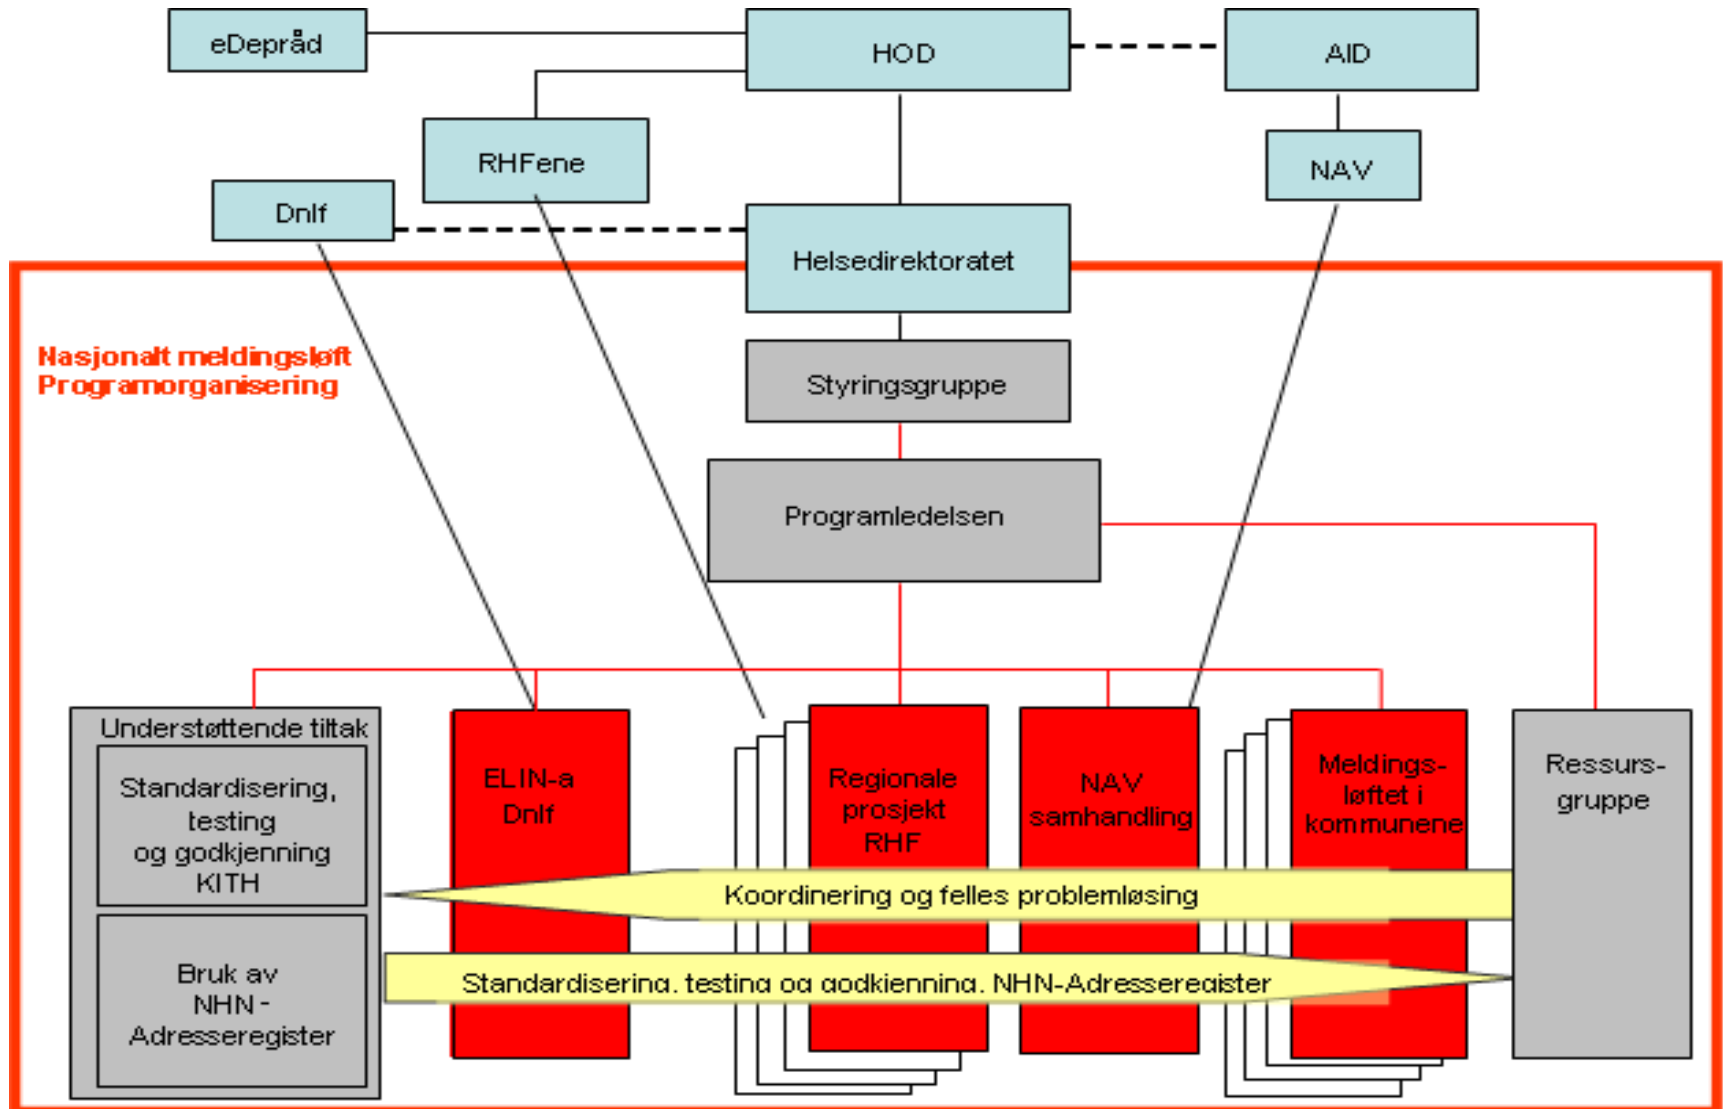 eDepråd
HOD
AID
RHFene
NAV
Dnlf
Helsedirektoratet
Nasjonalt meldingsløft
Programorganisering
Styringsgruppe
Programledelsen
Understøttende tiltak
Standardisering,
testing
og godkjenning
KITH
Bruk av
NHN -
Adresseregister
ELIN-a
Dnlf
Regionale
prosjekt
RHF
NAV
samhandling
Meldings-
løftet i
kommunene
Ressurs-
gruppe
Koordinering og felles problemløsing
Standardisering, testing og godkjenning, NHN-Adresseregister